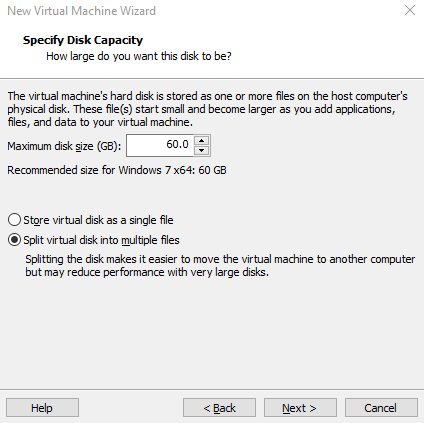 New Virtual Machine Wizard
Specify Disk Capacity
How large do you want this disk to be?
The virtual machine's hard disk is stored as one or more files on the host computer's
physical disk. These file(s) start small and become larger as you add applications,
files, and data to your virtual machine.
Maximum disk size (GB): 60.0
Recommended size for Windows 7 x64: 60 GB
Store virtual disk as a single file
Split virtual disk into multiple files
Splitting the disk makes it easier to move the virtual machine to another computer
but may reduce performance with very large disks.
Help < Back Next > Cancel